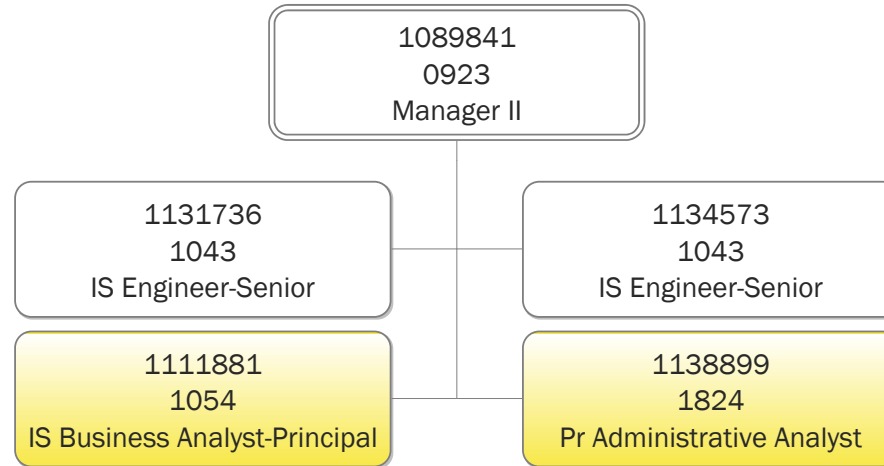 1089841
0923
Manager II
1131736
1043
IS Engineer-Senior
1134573
1043
IS Engineer-Senior
1111881
1054
IS Business Analyst-Principal
1138899
1824
Pr Administrative Analyst